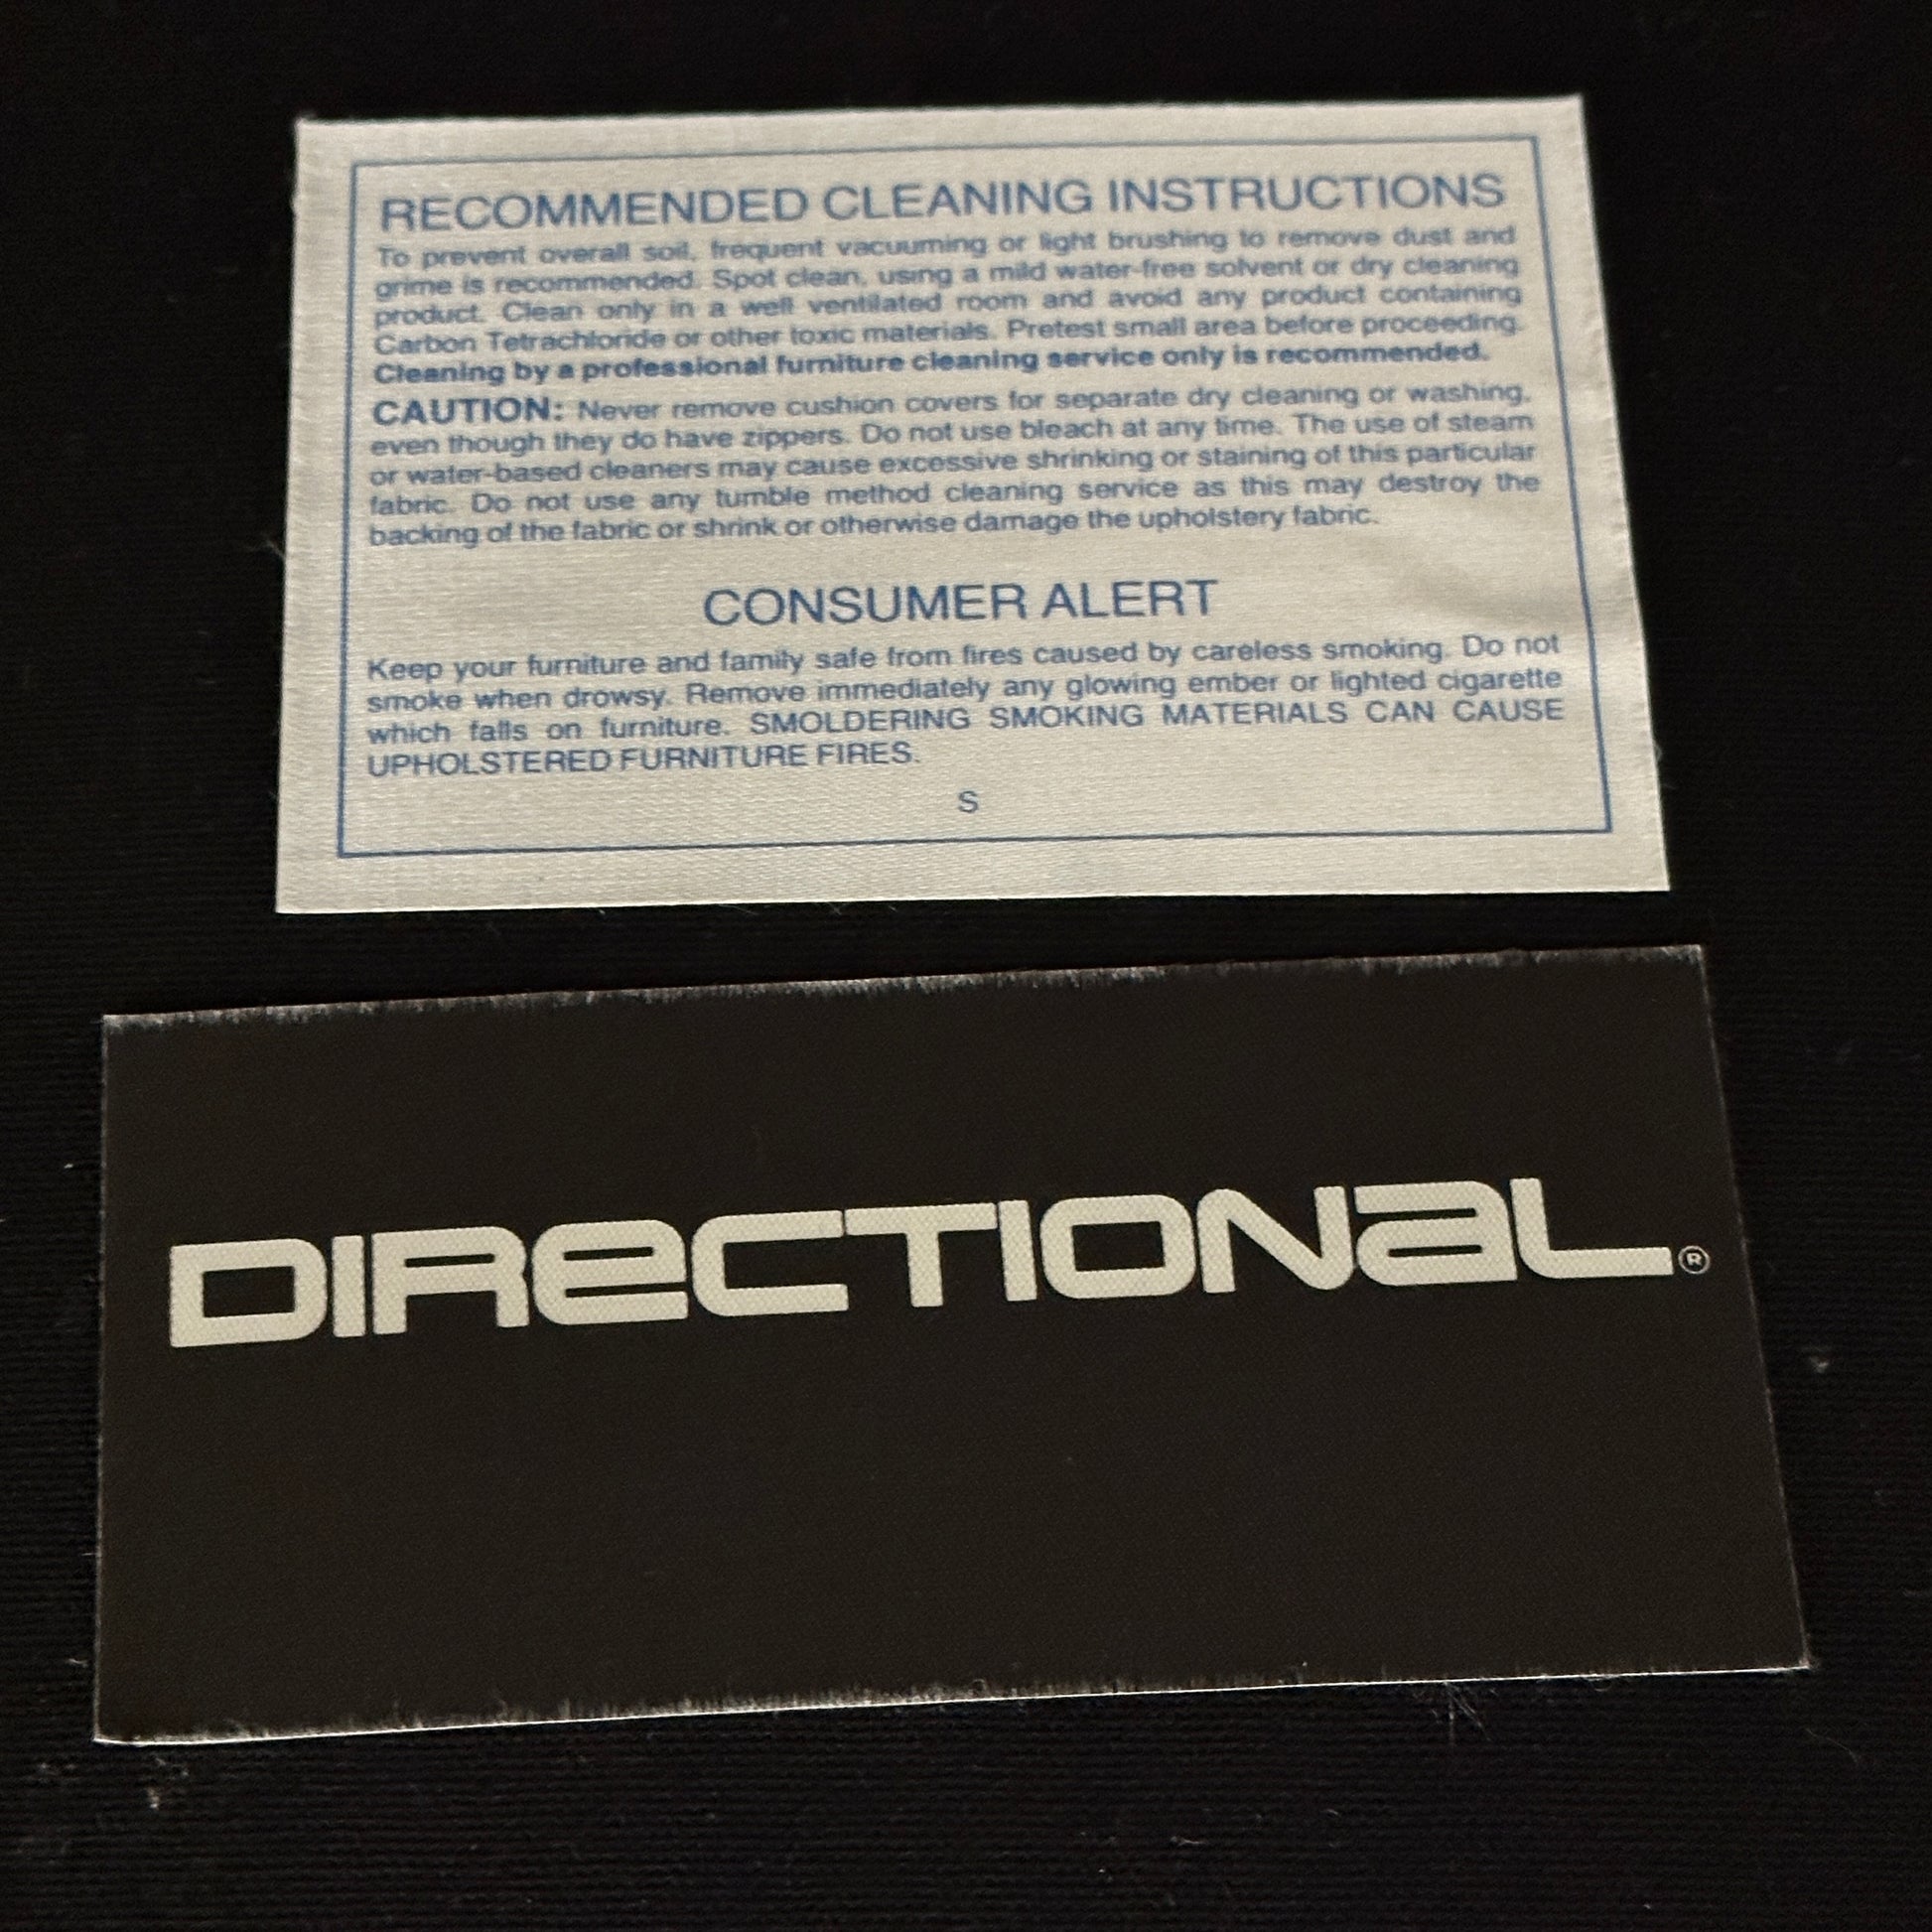 RECOMMENDED CLEANING INSTRUCTIONS
To prevent overall soil, frequent vacuuming or light brushing to remove dust and
grime is recommended. Spot clean, using a mild water-free solvent or dry cleaning
product. Clean only in a well ventilated room and avoid any product containing
Carbon Tetrachloride or other toxic materials. Pretest small area before proceeding.
Cleaning by a professional furniture cleaning service only is recommended.
CAUTION: Never remove cushion covers for separate dry cleaning or washing,
even though they do have zippers. Do not use bleach at any time. The use of steam
or water-based cleaners may cause excessive shrinking or staining of this particular
fabric. Do not use any tumble method cleaning service as this may destroy the
backing of the fabric or shrink or otherwise damage the upholstery fabric.
CONSUMER ALERT
Keep your furniture and family safe from fires caused by careless smoking. Do not
smoke when drowsy. Remove immediately any glowing ember or lighted cigarette
which falls on furniture. SMOLDERING SMOKING MATERIALS CAN CAUSE
UPHOLSTERED FURNITURE FIRES.
S
DIRECTIONAL®